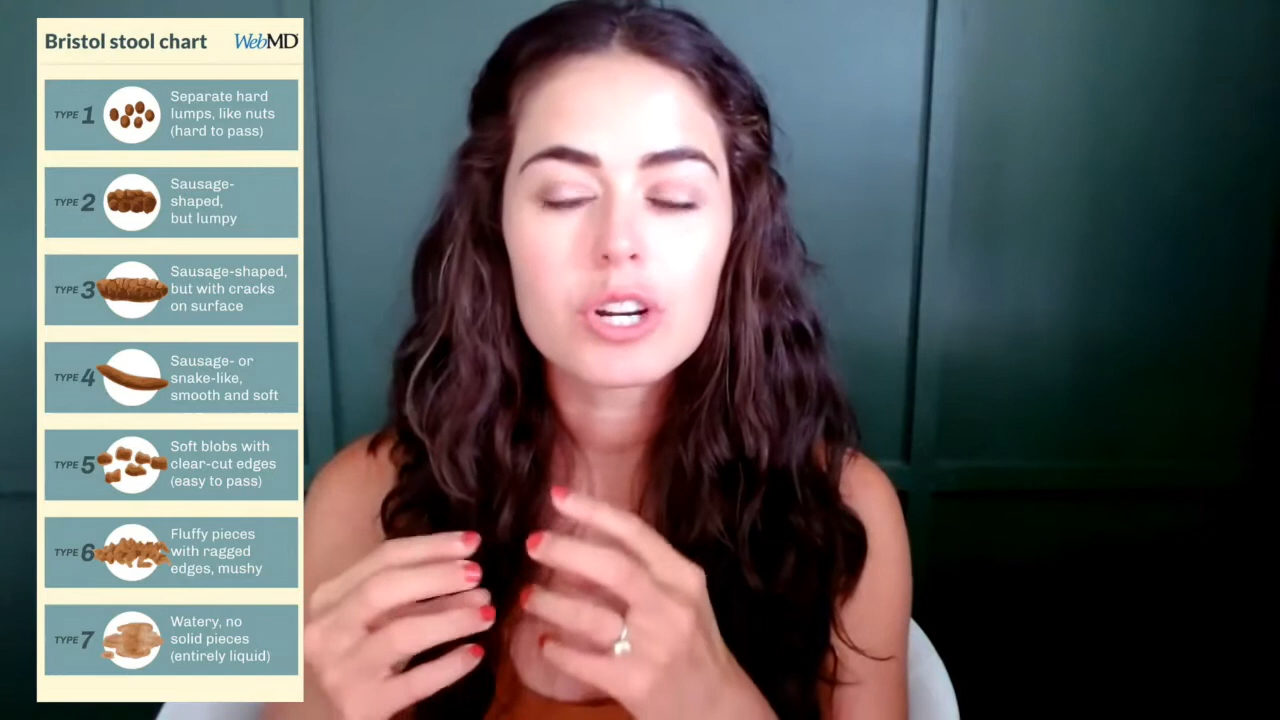 Bristol stool chart WebMD
TYPE 1
Separate hard
lumps, like nuts
(hard to pass)
TYPE 2
Sausage-
shaped,
but lumpy
TYPE 3
Sausage-shaped,
but with cracks
on surface
TYPE 4
Sausage- or
snake-like,
smooth and soft
TYPE 5
Soft blobs with
clear-cut edges
(easy to pass)
TYPE 6
Fluffy pieces
with ragged
edges, mushy
TYPE 7
Watery, no
solid pieces
(entirely liquid)